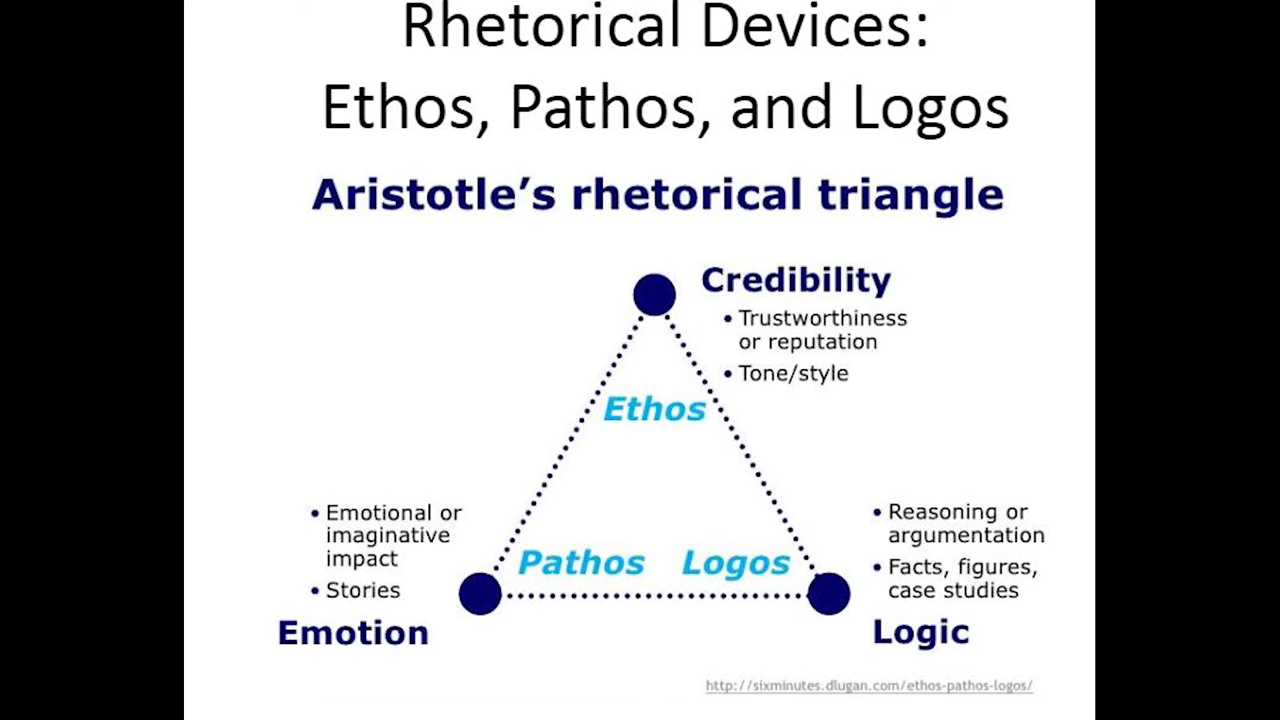 Rhetorical Devices:
Ethos, Pathos, and Logos
Aristotle’s rhetorical triangle
Credibility
• Trustworthiness
or reputation
• Tone/style
Ethos
• Emotional or
imaginative
impact
• Stories
Emotion
Pathos
Logos
• Reasoning or
argumentation
• Facts, figures,
case studies
Logic
http://sixminutes.dlugan.com/ethos-pathos-logos/